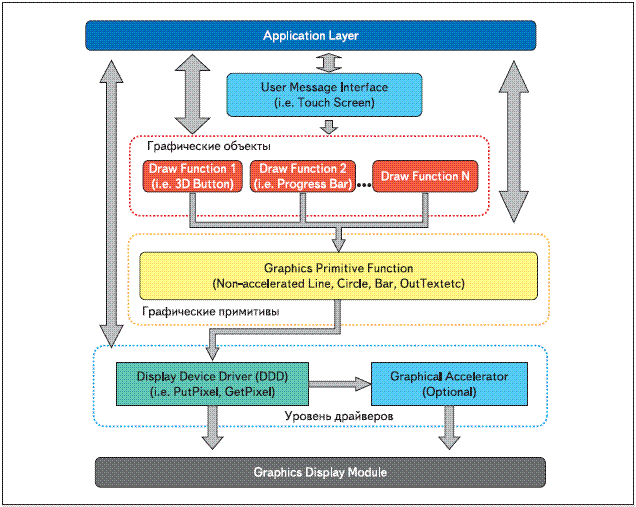 Application Layer
User Message Interface
(i.e. Touch Screen)
Графические объекты
Draw Function 1
(i.e. 3D Button)
Draw Function 2
(i.e. Progress Bar)
...
Draw Function N
Graphics Primitive Function
(Non-accelerated Line, Circle, Bar, OutTextetc)
Графические примитивы
Display Device Driver (DDD)
(i.e. PutPixel, GetPixel)
Graphical Accelerator
(Optional)
Уровень драйверов
Graphics Display Module